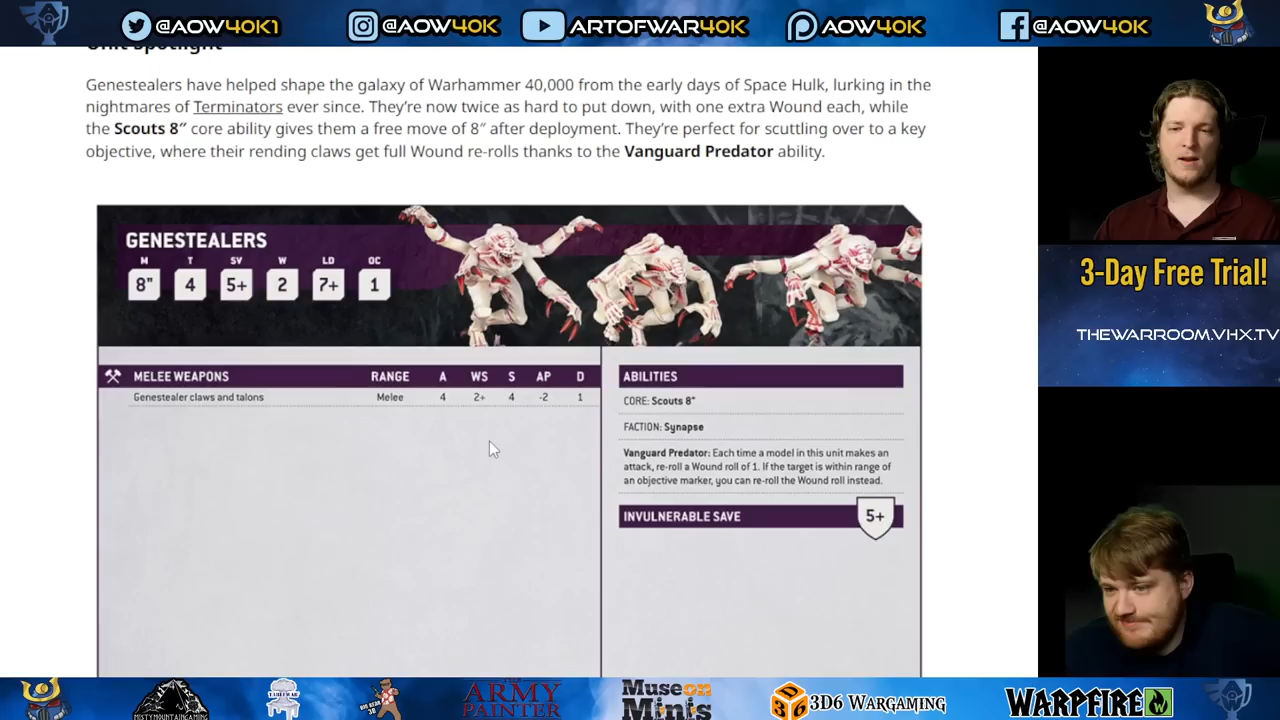 @AOW40K1 @AOW40K ARTOFWAR40K AOW40K @AOW40K
Unit Spotlight
Genestealers have helped shape the galaxy of Warhammer 40,000 from the early days of Space Hulk, lurking in the
nightmares of Terminators ever since. They're now twice as hard to put down, with one extra Wound each, while
the Scouts 8″ core ability gives them a free move of 8″ after deployment. They're perfect for scuttling over to a key
objective, where their rending claws get full Wound re-rolls thanks to the Vanguard Predator ability.
3-Day Free Trial!
THEWARROOM.VHX.TV
GENESTEALERS
M T SV W LD OC
8" 4 5+ 2 7+ 1
MELEE WEAPONS RANGE A WS S AP D
Genestealer claws and talons Melee 4 2+ 4 -2 1
ABILITIES
CORE: Scouts 8"
FACTION: Synapse
Vanguard Predator: Each time a model in this unit makes an
attack, re-roll a Wound roll of 1. If the target is within range of
an objective marker, you can re-roll the Wound roll instead.
INVULNERABLE SAVE 5+
MISTYMOUNTAINGAMING
THE
ARMY
PAINTER
Muse on
Minis
3D6 WARGAMING
WARPFIRE